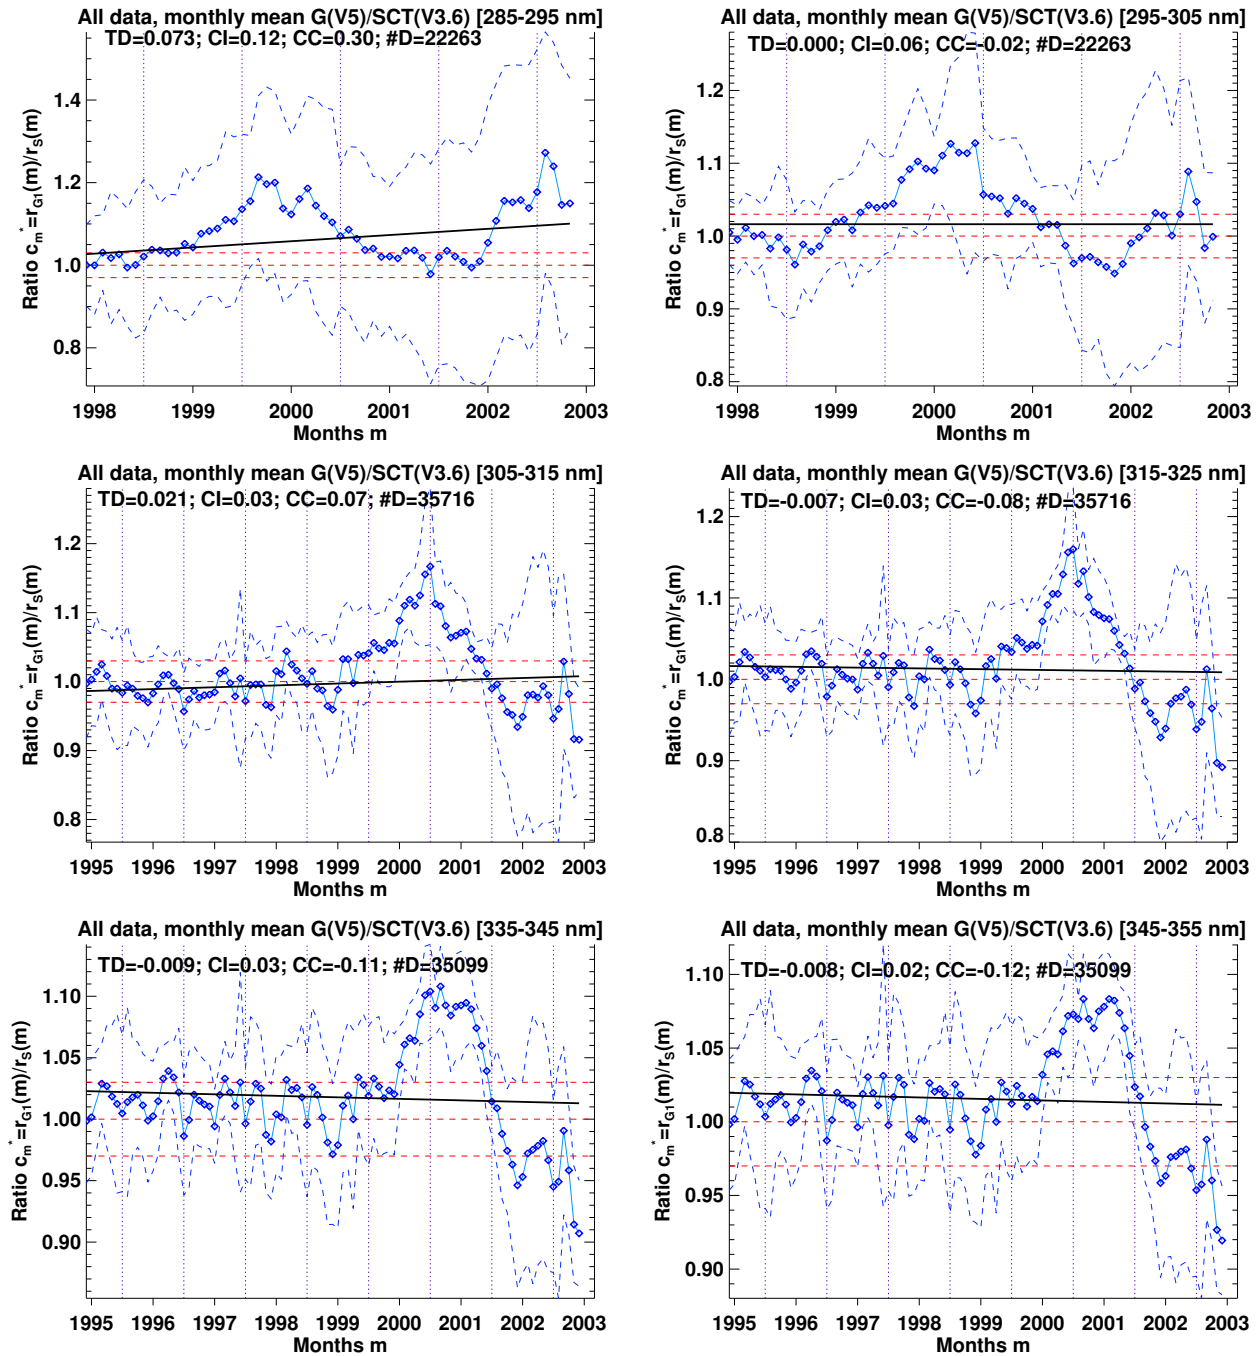 All data, monthly mean G(V5)/SCT(V3.6) [285-295 nm]
TD=0.073; CI=0.12; CC=0.30; #D=22263
Ratio c_m^*=r_G1(m)/r_S(m)
1.4
1.2
1.0
0.8
1998 1999 2000 2001 2002 2003
Months m
All data, monthly mean G(V5)/SCT(V3.6) [295-305 nm]
TD=0.000; CI=0.06; CC=-0.02; #D=22263
Ratio c_m^*=r_G1(m)/r_S(m)
1.2
1.1
1.0
0.9
0.8
1998 1999 2000 2001 2002 2003
Months m
All data, monthly mean G(V5)/SCT(V3.6) [305-315 nm]
TD=0.021; CI=0.03; CC=0.07; #D=35716
Ratio c_m^*=r_G1(m)/r_S(m)
1.2
1.1
1.0
0.9
0.8
1995 1996 1997 1998 1999 2000 2001 2002 2003
Months m
All data, monthly mean G(V5)/SCT(V3.6) [315-325 nm]
TD=-0.007; CI=0.03; CC=-0.08; #D=35716
Ratio c_m^*=r_G1(m)/r_S(m)
1.2
1.1
1.0
0.9
0.8
1995 1996 1997 1998 1999 2000 2001 2002 2003
Months m
All data, monthly mean G(V5)/SCT(V3.6) [335-345 nm]
TD=-0.009; CI=0.03; CC=-0.11; #D=35099
Ratio c_m^*=r_G1(m)/r_S(m)
1.10
1.05
1.00
0.95
0.90
1995 1996 1997 1998 1999 2000 2001 2002 2003
Months m
All data, monthly mean G(V5)/SCT(V3.6) [345-355 nm]
TD=-0.008; CI=0.02; CC=-0.12; #D=35099
Ratio c_m^*=r_G1(m)/r_S(m)
1.10
1.05
1.00
0.95
0.90
1995 1996 1997 1998 1999 2000 2001 2002 2003
Months m